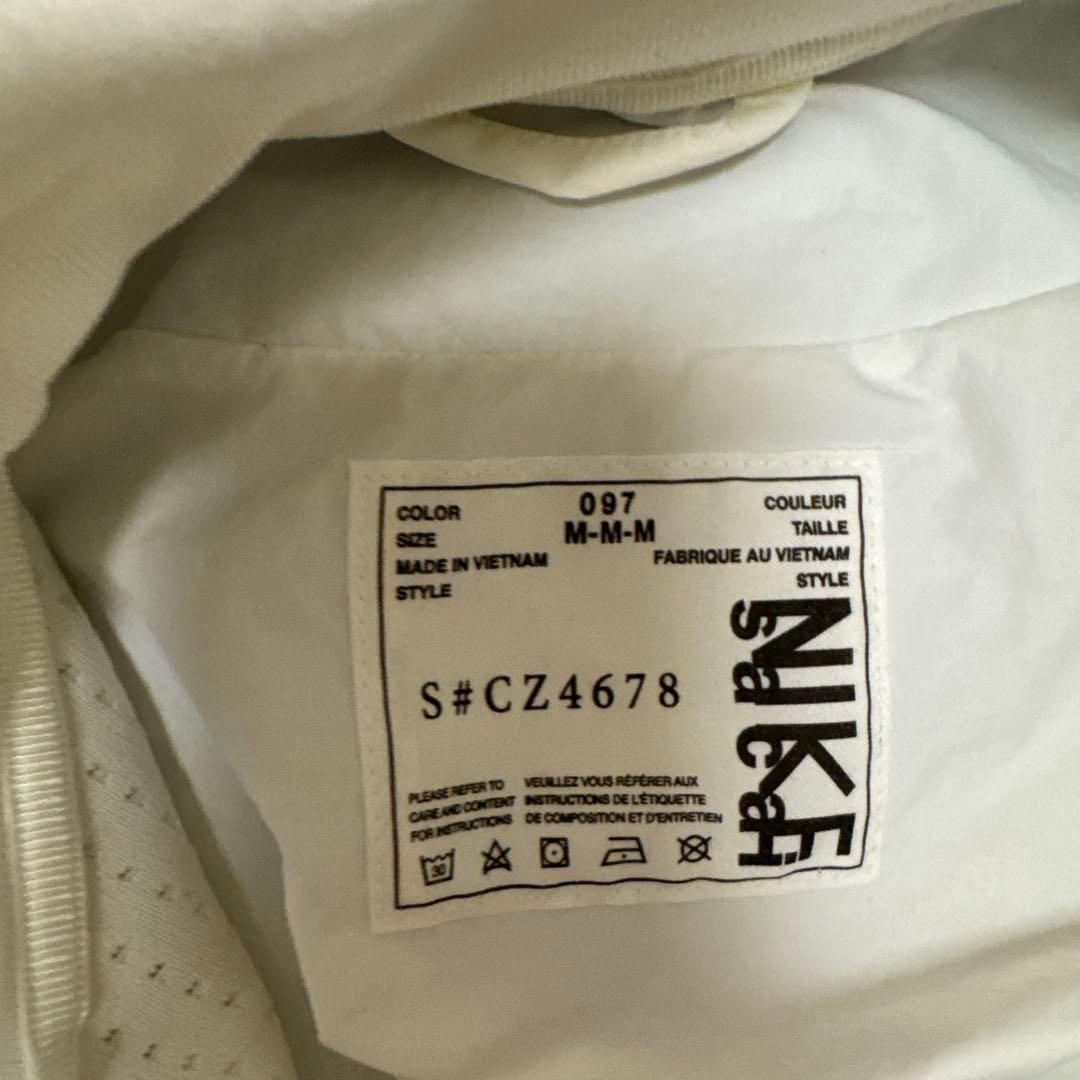 COLOR 097 COULEUR
SIZE M-M-M TAILLE
MADE IN VIETNAM FABRIQUE AU VIETNAM
STYLE STYLE
S#CZ4678
NIKE
sacai
PLEASE REFER TO
CARE AND CONTENT
FOR INSTRUCTIONS
VEUILLEZ VOUS RÉFÉRER AUX
INSTRUCTIONS DE L'ÉTIQUETTE
DE COMPOSITION ET D'ENTRETIEN
30